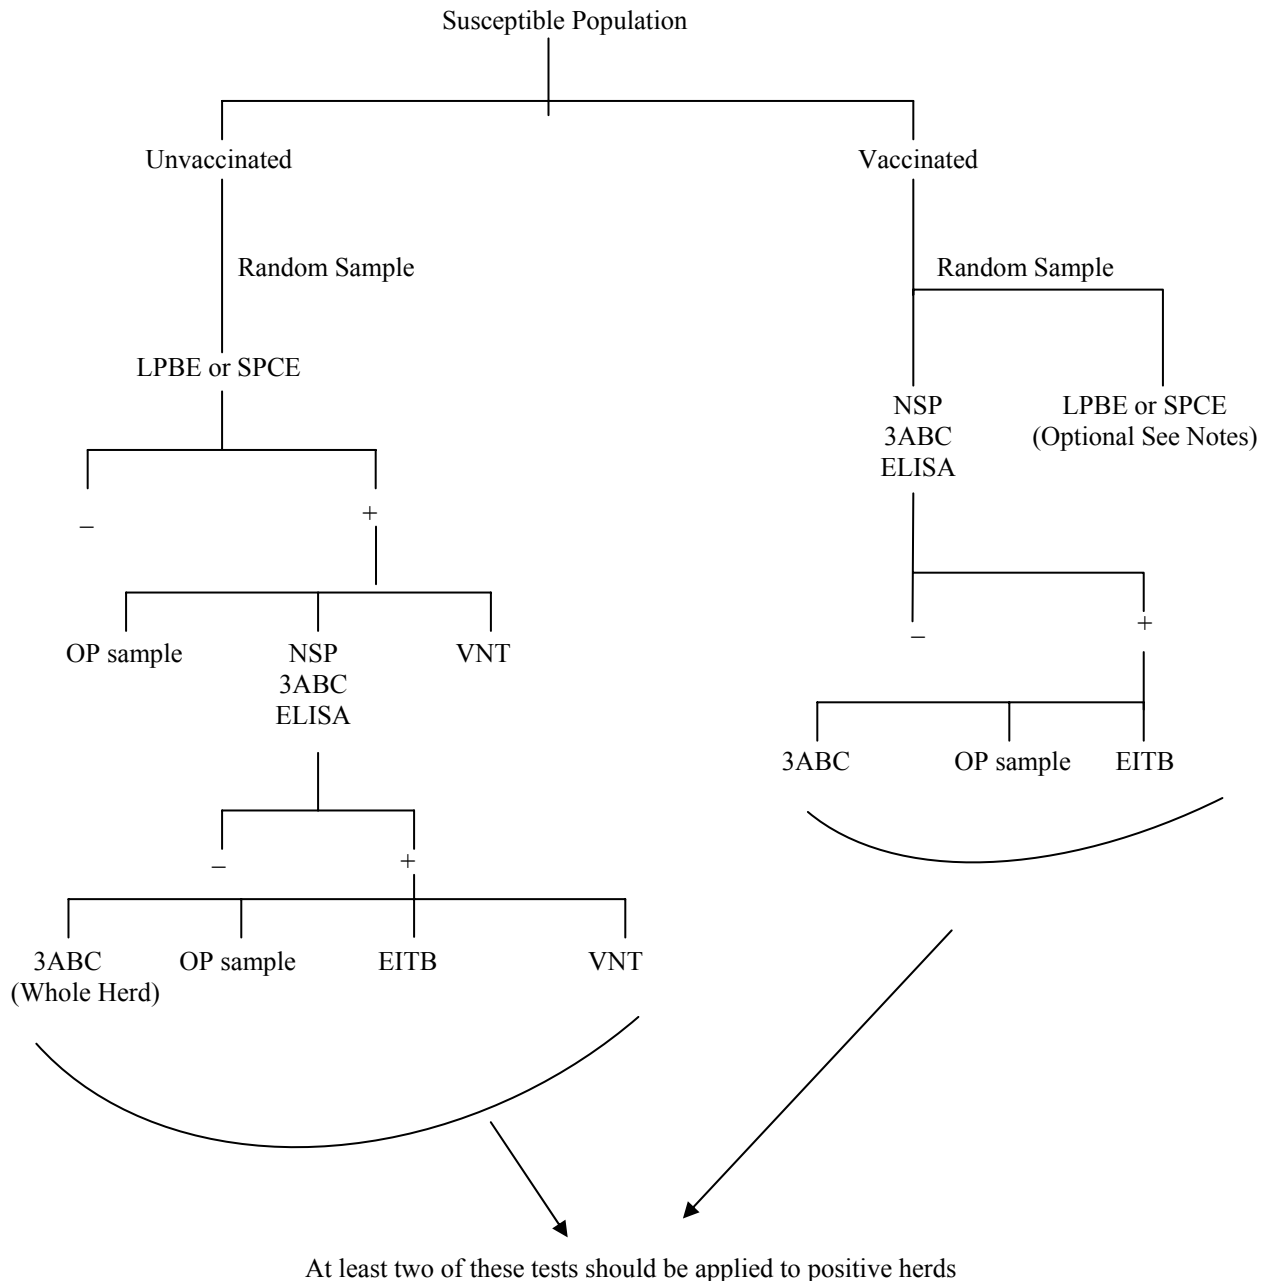 Susceptible Population
Unvaccinated
Vaccinated
Random Sample
Random Sample
LPBE or SPCE
NSP
3ABC
ELISA
LPBE or SPCE
(Optional See Notes)
–
+
OP sample
NSP
3ABC
ELISA
VNT
–
+
3ABC
OP sample
EITB
–
+
3ABC
(Whole Herd)
OP sample
EITB
VNT
At least two of these tests should be applied to positive herds